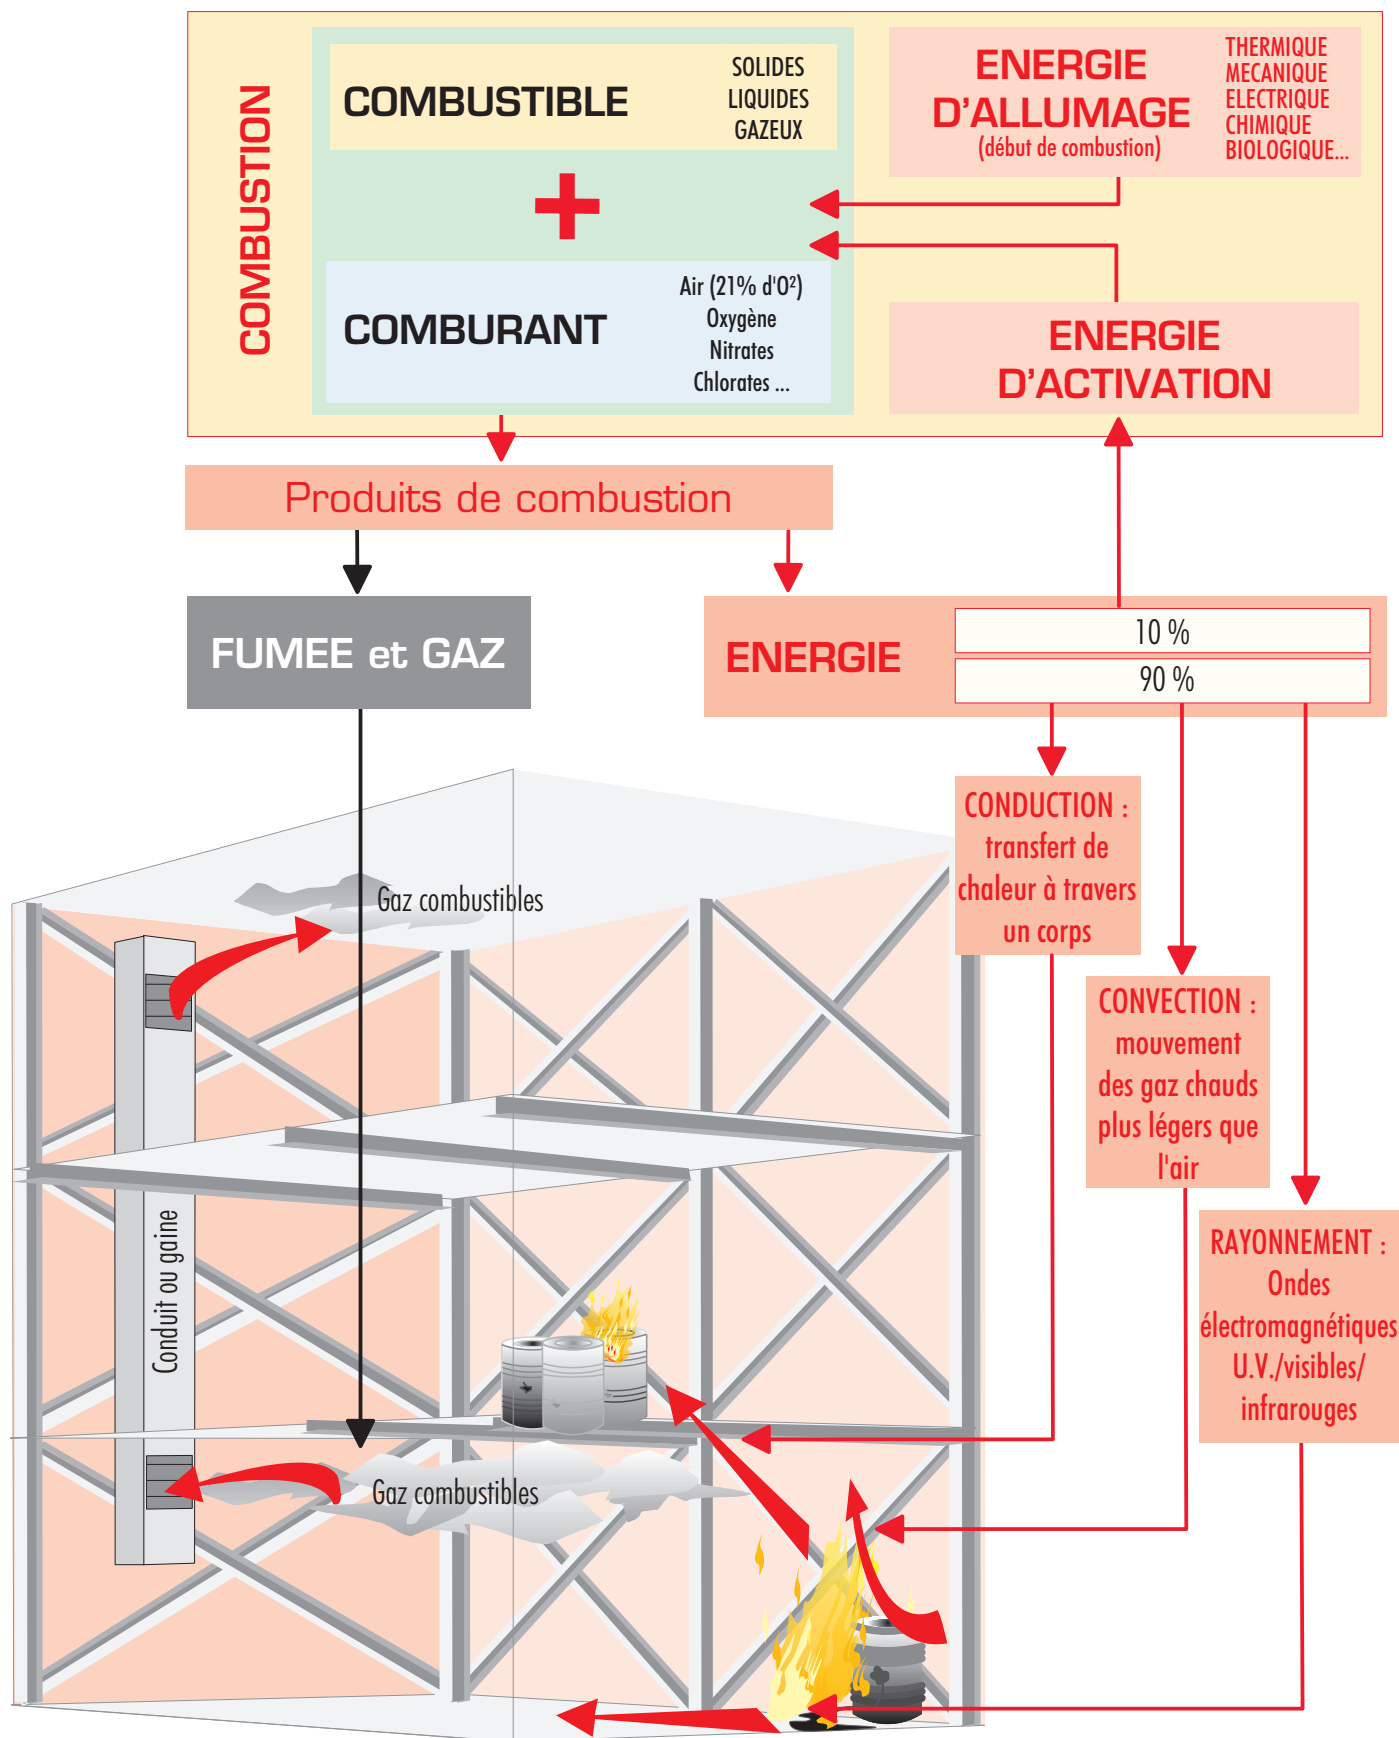 COMBUSTION
COMBUSTIBLE
SOLIDES
LIQUIDES
GAZEUX
+
COMBURANT
Air (21% d'O²)
Oxygène
Nitrates
Chlorates ...
ENERGIE
D'ALLUMAGE
(début de combustion)
THERMIQUE
MECANIQUE
ELECTRIQUE
CHIMIQUE
BIOLOGIQUE...
ENERGIE
D'ACTIVATION
Produits de combustion
FUMEE et GAZ
ENERGIE
10 %
90 %
CONDUCTION :
transfert de
chaleur à travers
un corps
CONVECTION :
mouvement
des gaz chauds
plus légers que
l'air
RAYONNEMENT :
Ondes
électromagnétiques
U.V./visibles/
infrarouges
Gaz combustibles
Conduit ou gaine
Gaz combustibles